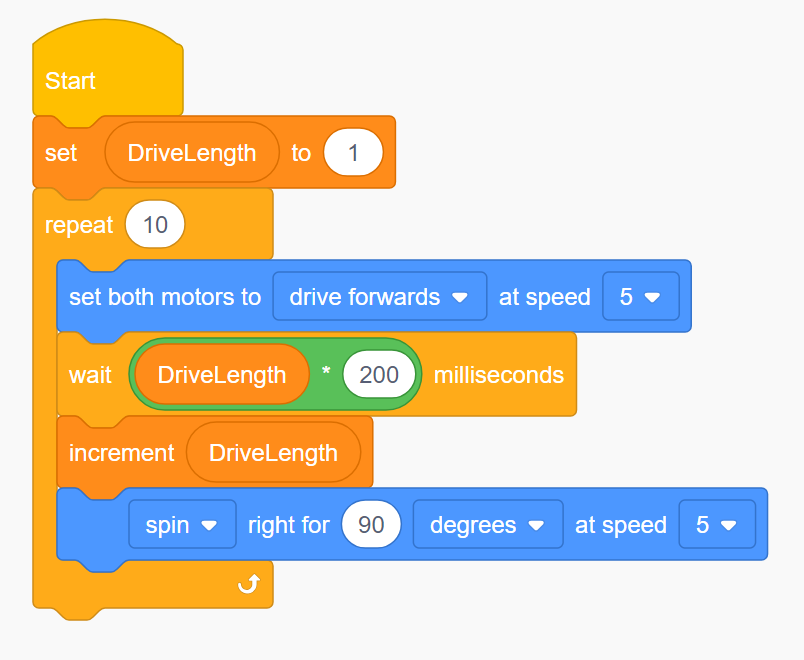 Start
set DriveLength to 1
repeat 10
set both motors to drive forwards at speed 5
wait DriveLength * 200 milliseconds
increment DriveLength
spin right for 90 degrees at speed 5